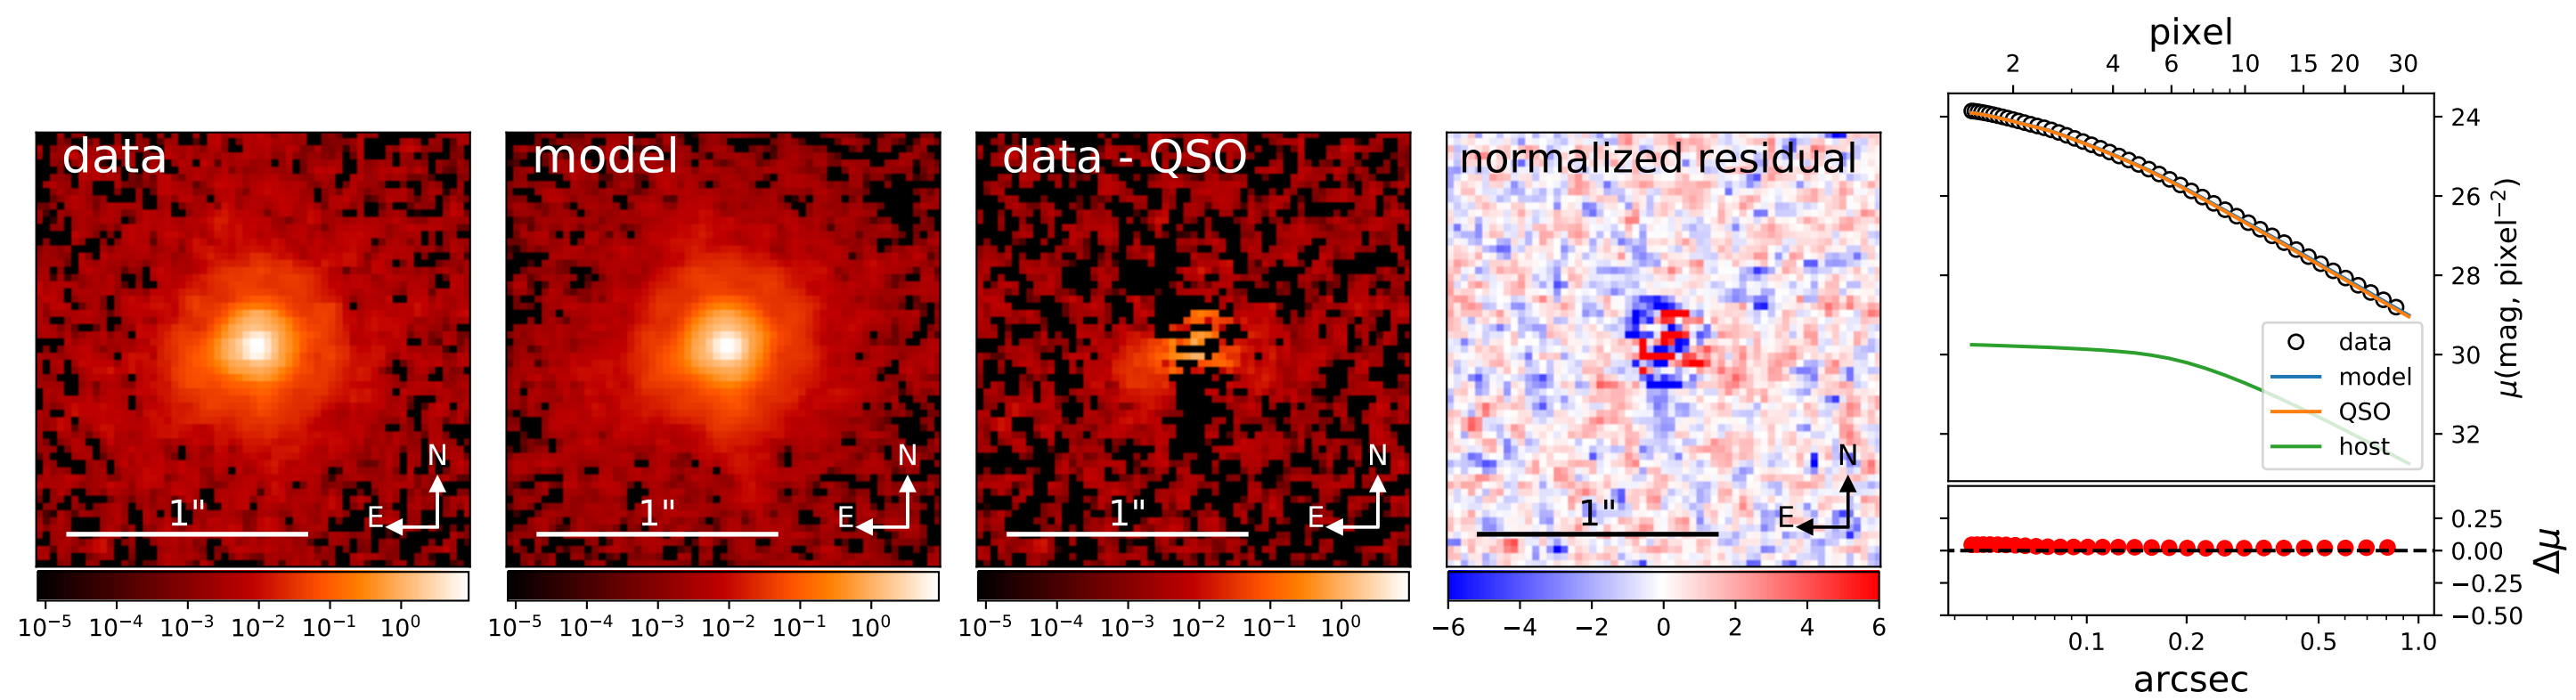 data
N
E
1"
10⁻⁵ 10⁻⁴ 10⁻³ 10⁻² 10⁻¹ 10⁰
model
N
E
1"
10⁻⁵ 10⁻⁴ 10⁻³ 10⁻² 10⁻¹ 10⁰
data - QSO
N
E
1"
10⁻⁵ 10⁻⁴ 10⁻³ 10⁻² 10⁻¹ 10⁰
normalized residual
N
E
1"
−6 −4 −2 0 2 4 6
pixel
2 4 6 10 15 20 30
24
26
28
30
32
μ(mag, pixel⁻²)
data
model
QSO
host
0.25
0.00
−0.25
−0.50
Δμ
0.1 0.2 0.5 1.0
arcsec